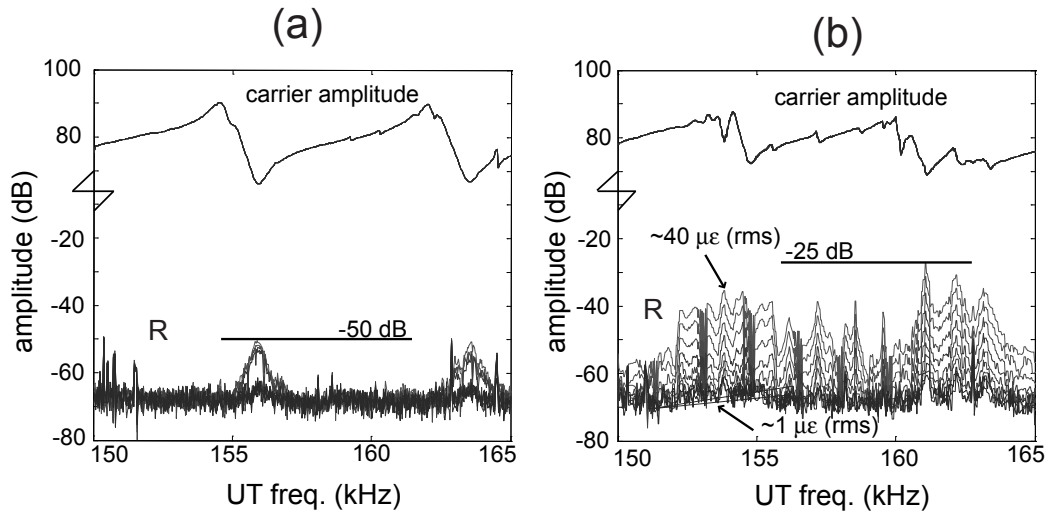 (a)
100
80
-20
-40
-60
-80
amplitude (dB)
carrier amplitude
R
-50 dB
150
155
160
165
UT freq. (kHz)
(b)
100
80
-20
-40
-60
-80
amplitude (dB)
carrier amplitude
~40 με (rms)
-25 dB
R
~1 με (rms)
150
155
160
165
UT freq. (kHz)